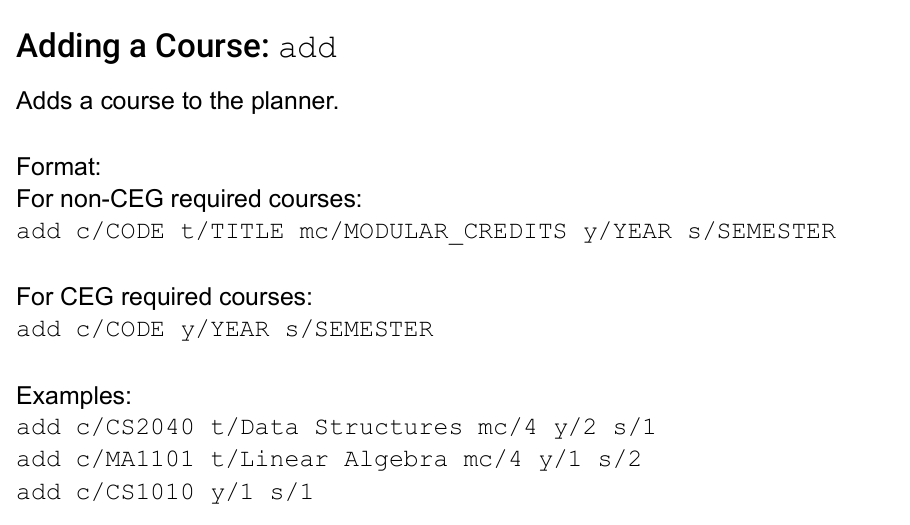 Adding a Course: add
Adds a course to the planner.
Format:
For non-CEG required courses:
add c/CODE t/TITLE mc/MODULAR_CREDITS y/YEAR s/SEMESTER
For CEG required courses:
add c/CODE y/YEAR s/SEMESTER
Examples:
add c/CS2040 t/Data Structures mc/4 y/2 s/1
add c/MA1101 t/Linear Algebra mc/4 y/1 s/2
add c/CS1010 y/1 s/1